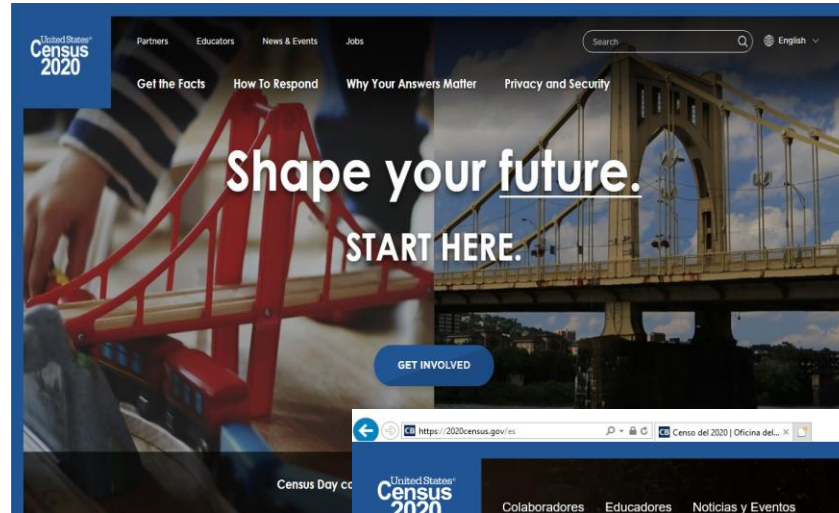 United States®
Census
2020
Partners Educators News & Events Jobs
Search
English
Get the Facts How To Respond Why Your Answers Matter Privacy and Security
Shape your future.
START HERE.
GET INVOLVED
CB https://2020census.gov/es
CB Censo del 2020 | Oficina del...
Census Day
United States®
Census
2020
Colaboradores Educadores Noticias y Eventos